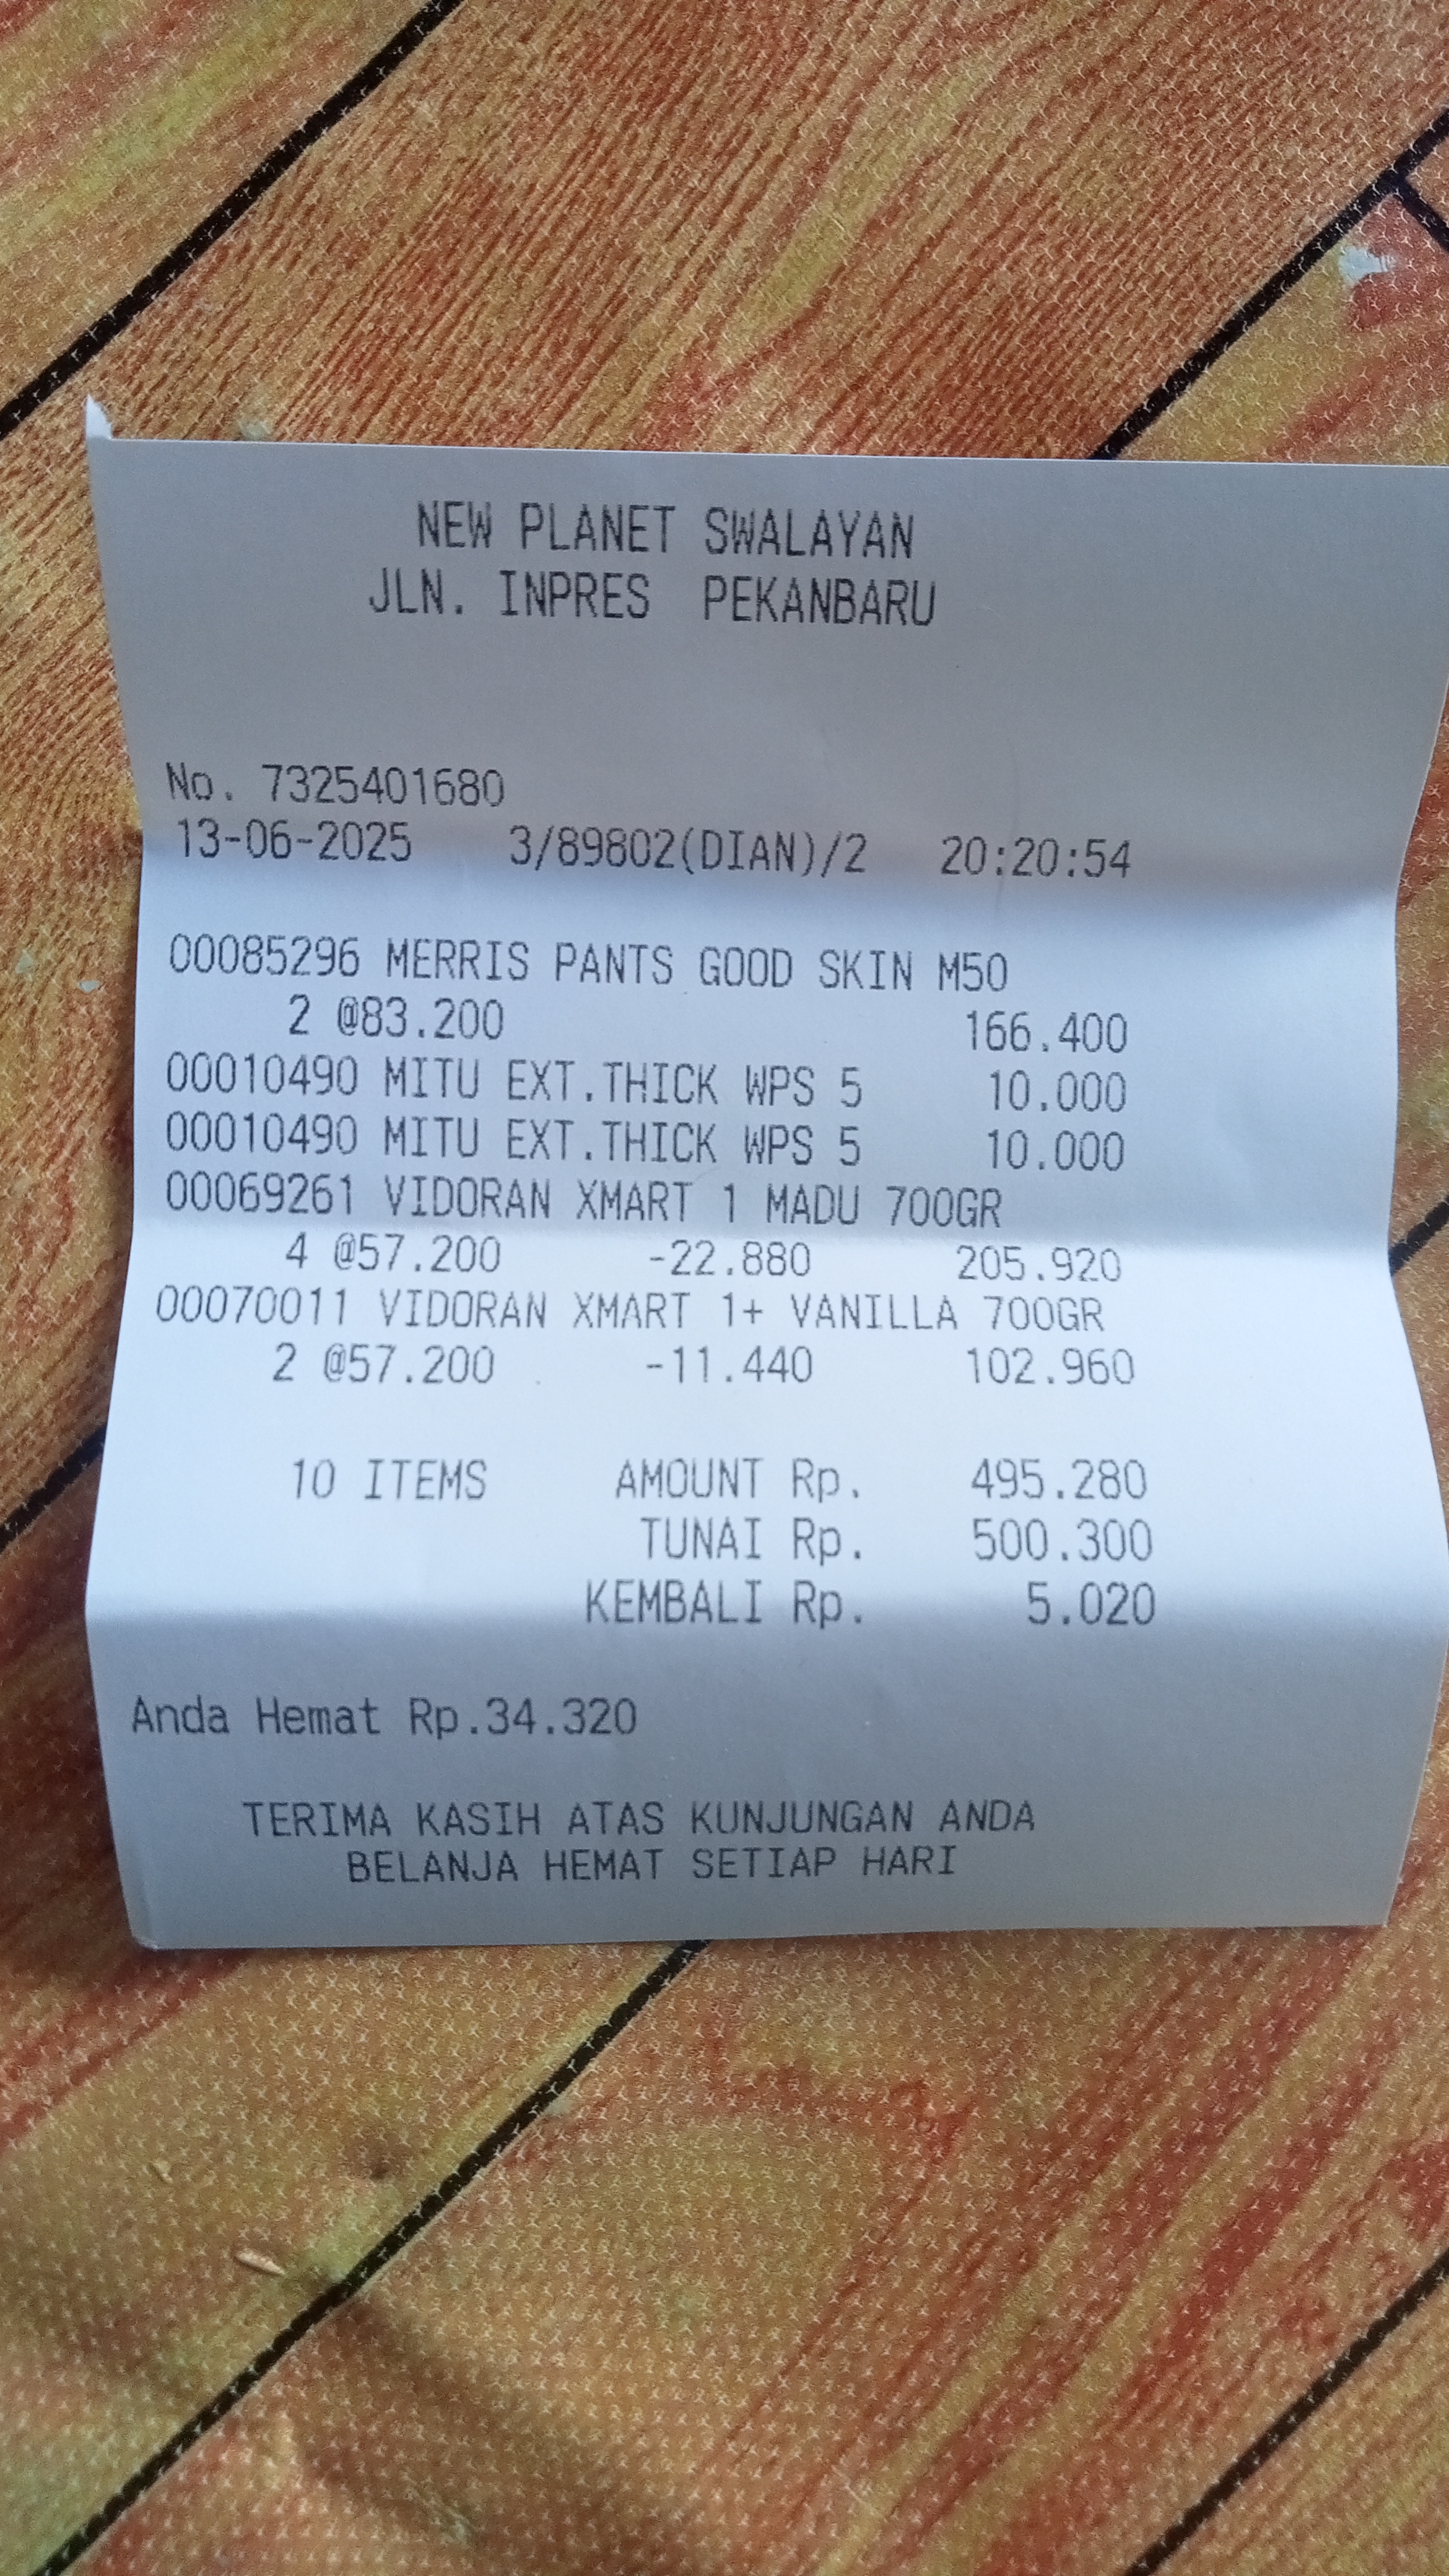 NEW PLANET SWALAYAN
JLN. INPRES PEKANBARU
No. 7325401680
13-06-2025 3/89802(DIAN)/2 20:20:54
00085296 MERRIS PANTS GOOD SKIN M50
2 @83.200 166.400
00010490 MITU EXT.THICK WPS 5 10.000
00010490 MITU EXT.THICK WPS 5 10.000
00069261 VIDORAN XMART 1 MADU 700GR
4 @57.200 -22.880 205.920
00070011 VIDORAN XMART 1+ VANILLA 700GR
2 @57.200 -11.440 102.960
10 ITEMS AMOUNT Rp. 495.280
TUNAI Rp. 500.300
KEMBALI Rp. 5.020
Anda Hemat Rp.34.320
TERIMA KASIH ATAS KUNJUNGAN ANDA
BELANJA HEMAT SETIAP HARI